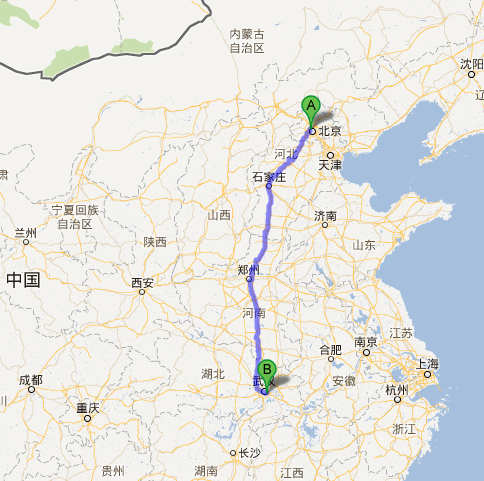 内蒙古
自治区
沈阳
辽
A
北京
河北
天津
石家庄
肃
宁夏回族
自治区
山西
济南
兰州
陕西
山东
中国
郑州
西安
河南
江苏
南京
合肥
上海
B
湖北
武汉
安徽
成都
杭州
重庆
川
浙江
长沙
贵州
湖南
江西